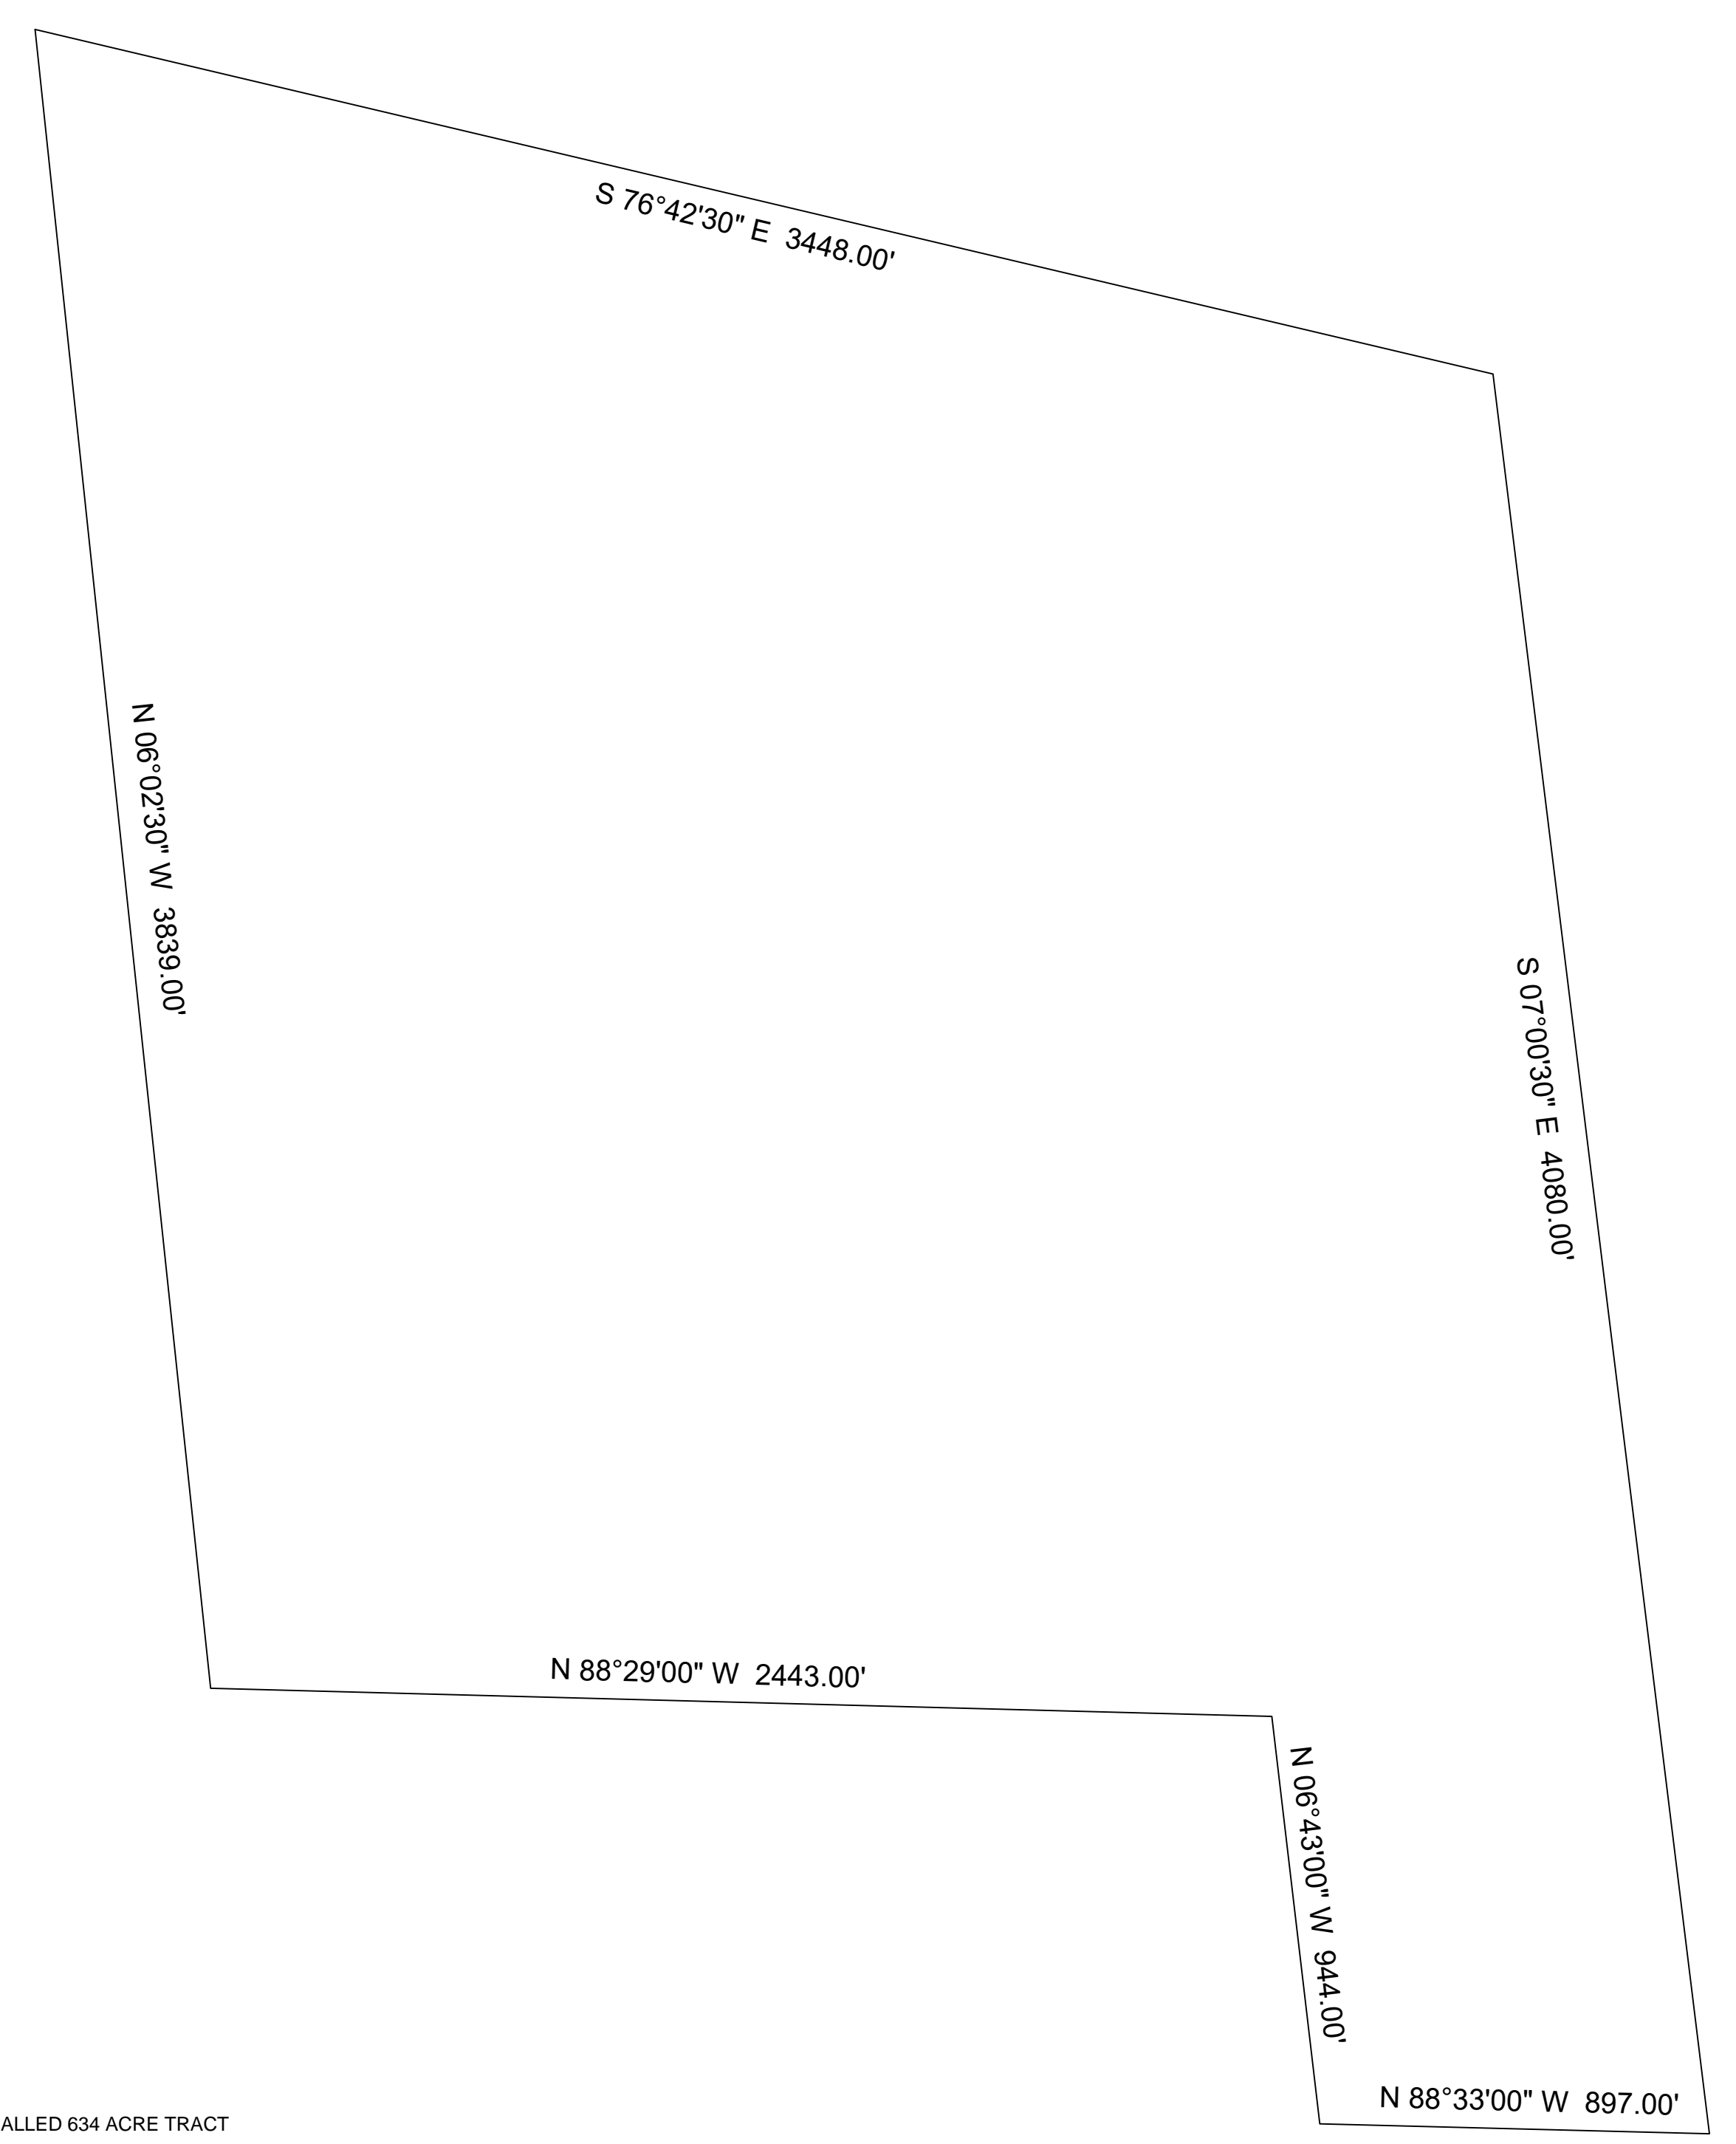 S 76°42'30" E  3448.00'
N 06°02'30" W  3839.00'
S 07°00'30" E  4080.00'
N 88°29'00" W  2443.00'
N 06°43'00" W  944.00'
N 88°33'00" W  897.00'
ALLED 634 ACRE TRACT